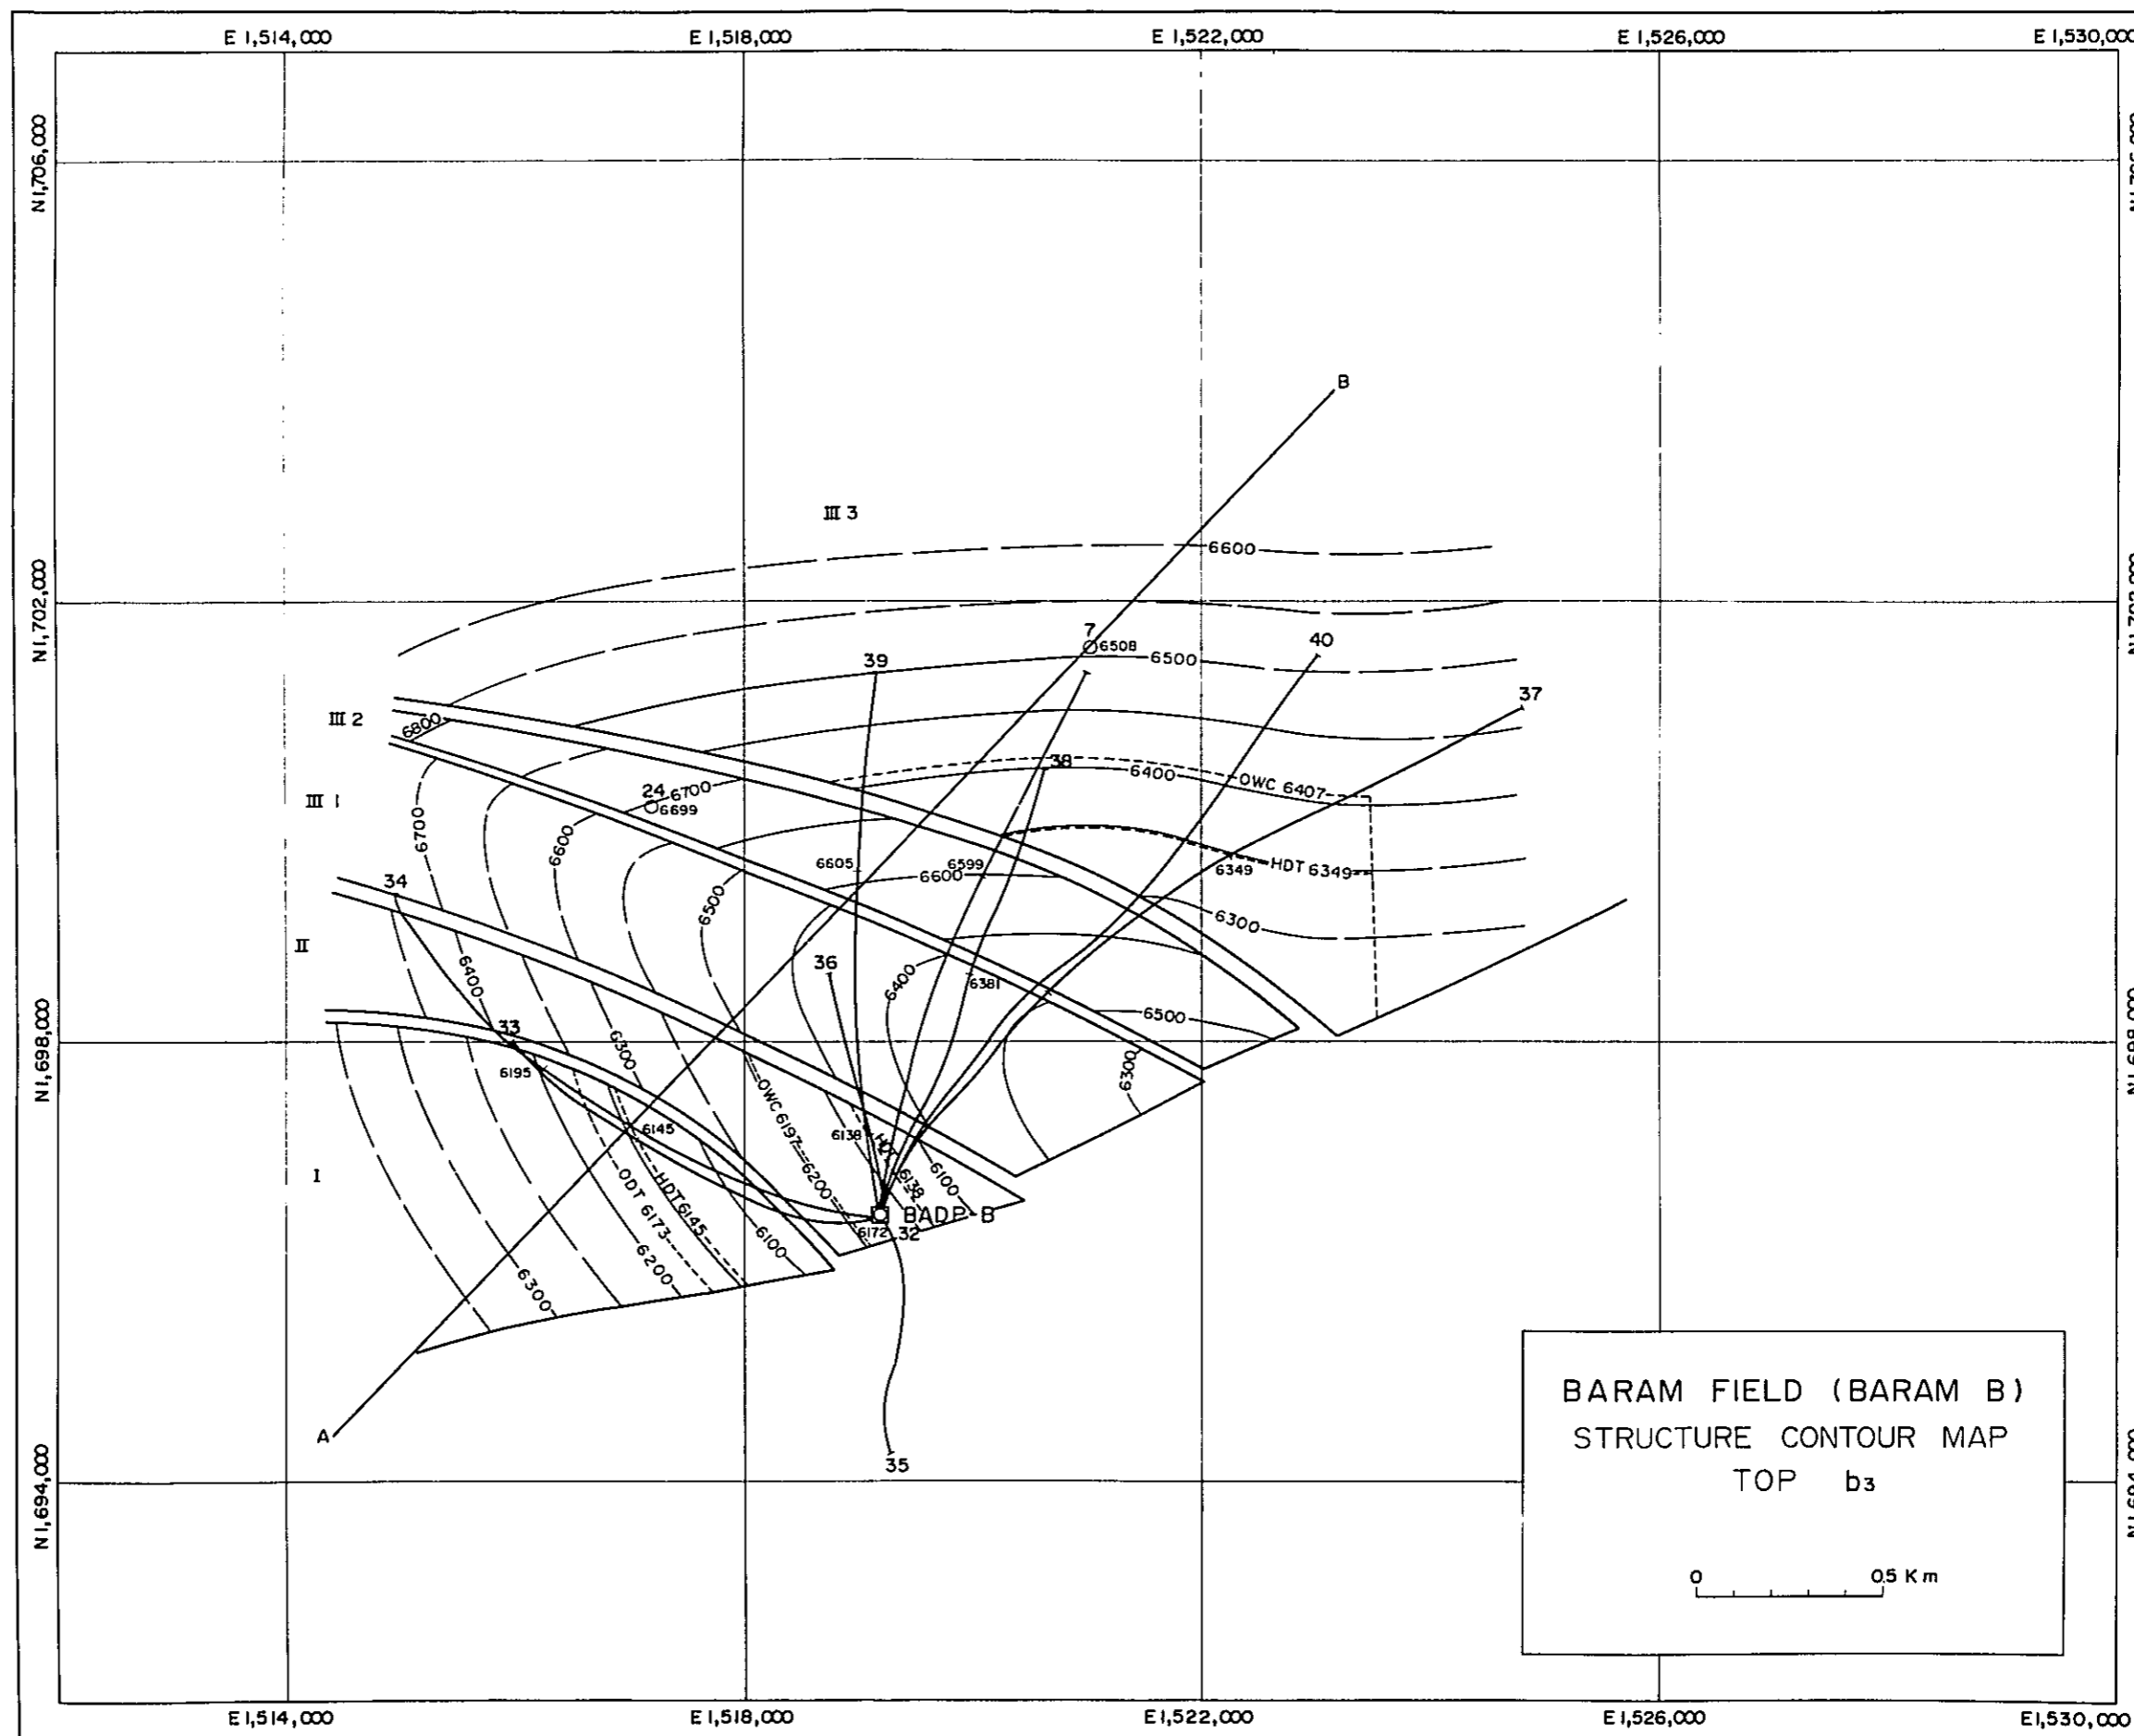 E 1,514,000 E 1,518,000 E 1,522,000 E 1,526,000 E 1,530,000
N 1,706,000
B
III 3
6600
N 1,702,000
7
6508
40
39
6500
37
III 2
6800
38
6400
OWC 6407
24
6700
6699
III 1
6700
6600
6605
6599
6600
6349
HDT 6349
34
6500
6300
II
36
6400
6400
6381
6500
N 1,698,000
33
6300
6195
6300
OWC 6197
6145
6138
HDT 6138
6100
I
ODT 6173
HDT 6145
6200
BADP-B
6172
32
6100
6200
6300
A
35
N 1,694,000
BARAM FIELD (BARAM B)
STRUCTURE CONTOUR MAP
TOP b3
0 0.5 Km
E 1,514,000 E 1,518,000 E 1,522,000 E 1,526,000 E 1,530,000